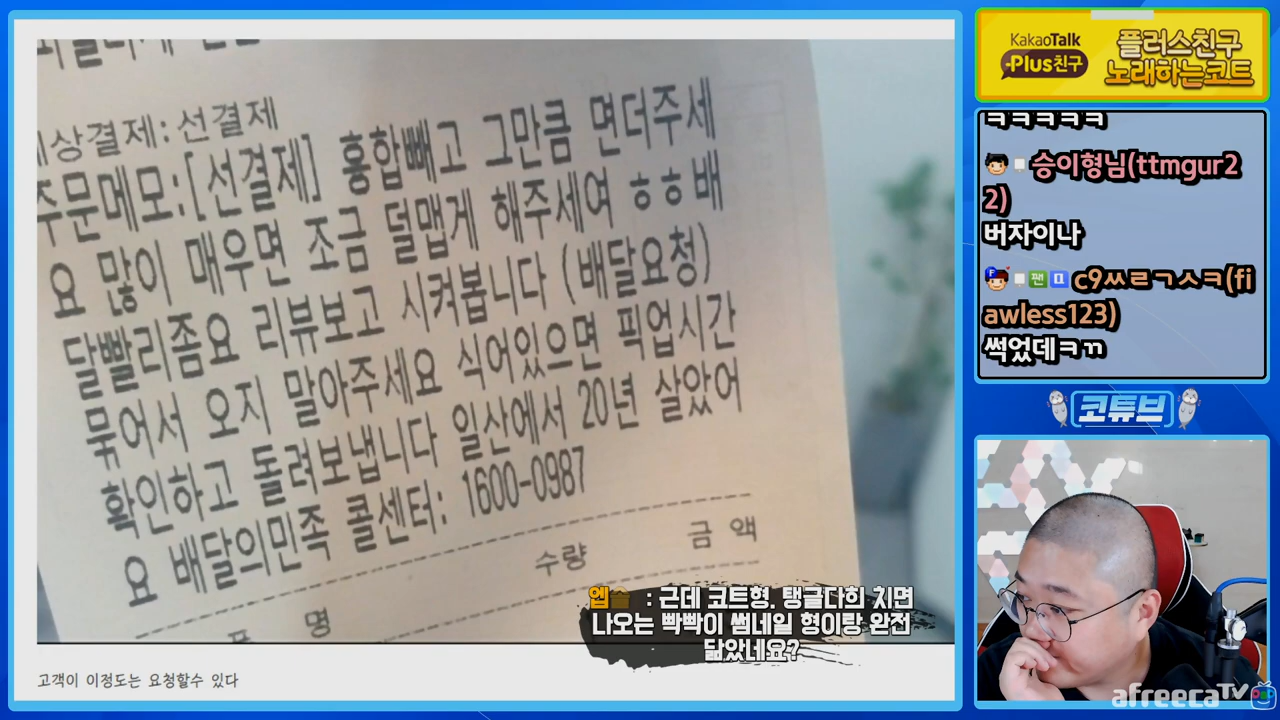 세상결제: 선결제
주문메모:[선결제] 홍합빼고 그만큼 면더주세
요 많이 매우면 조금 덜맵게 해주세여 ㅎㅎ배
달빨리좀요 리뷰보고 시켜봅니다 (배달요청)
묶어서 오지 말아주세요 식어있으면 픽업시간
확인하고 돌려보냅니다 일산에서 20년 살았어
요 배달의민족 콜센터: 1600-0987
수량 금 액
품 명
고객이 이정도는 요청할수 있다
엡솔 : 근데 코트형. 탱글다희 치면
나오는 빡빡이 썸네일 형이랑 완전
닮았네요?
KakaoTalk
Plus친구
플러스친구
노래하는코트
ㅋㅋㅋㅋㅋ
승이형님(ttmgur2
2)
버자이나
c9ㅆㄹㄱㅅㅋ(fi
awless123)
썩었데ㅋㄲ
코튜브
afreecaTV